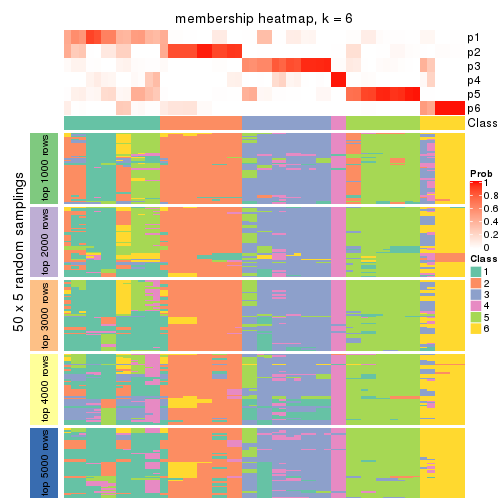 membership heatmap, k = 6
p1
p2
p3
p4
p5
p6
Class
50 x 5 random samplings
top 1000 rows
top 2000 rows
top 3000 rows
top 4000 rows
top 5000 rows
Prob
1
0.8
0.6
0.4
0.2
0
Class
1
2
3
4
5
6